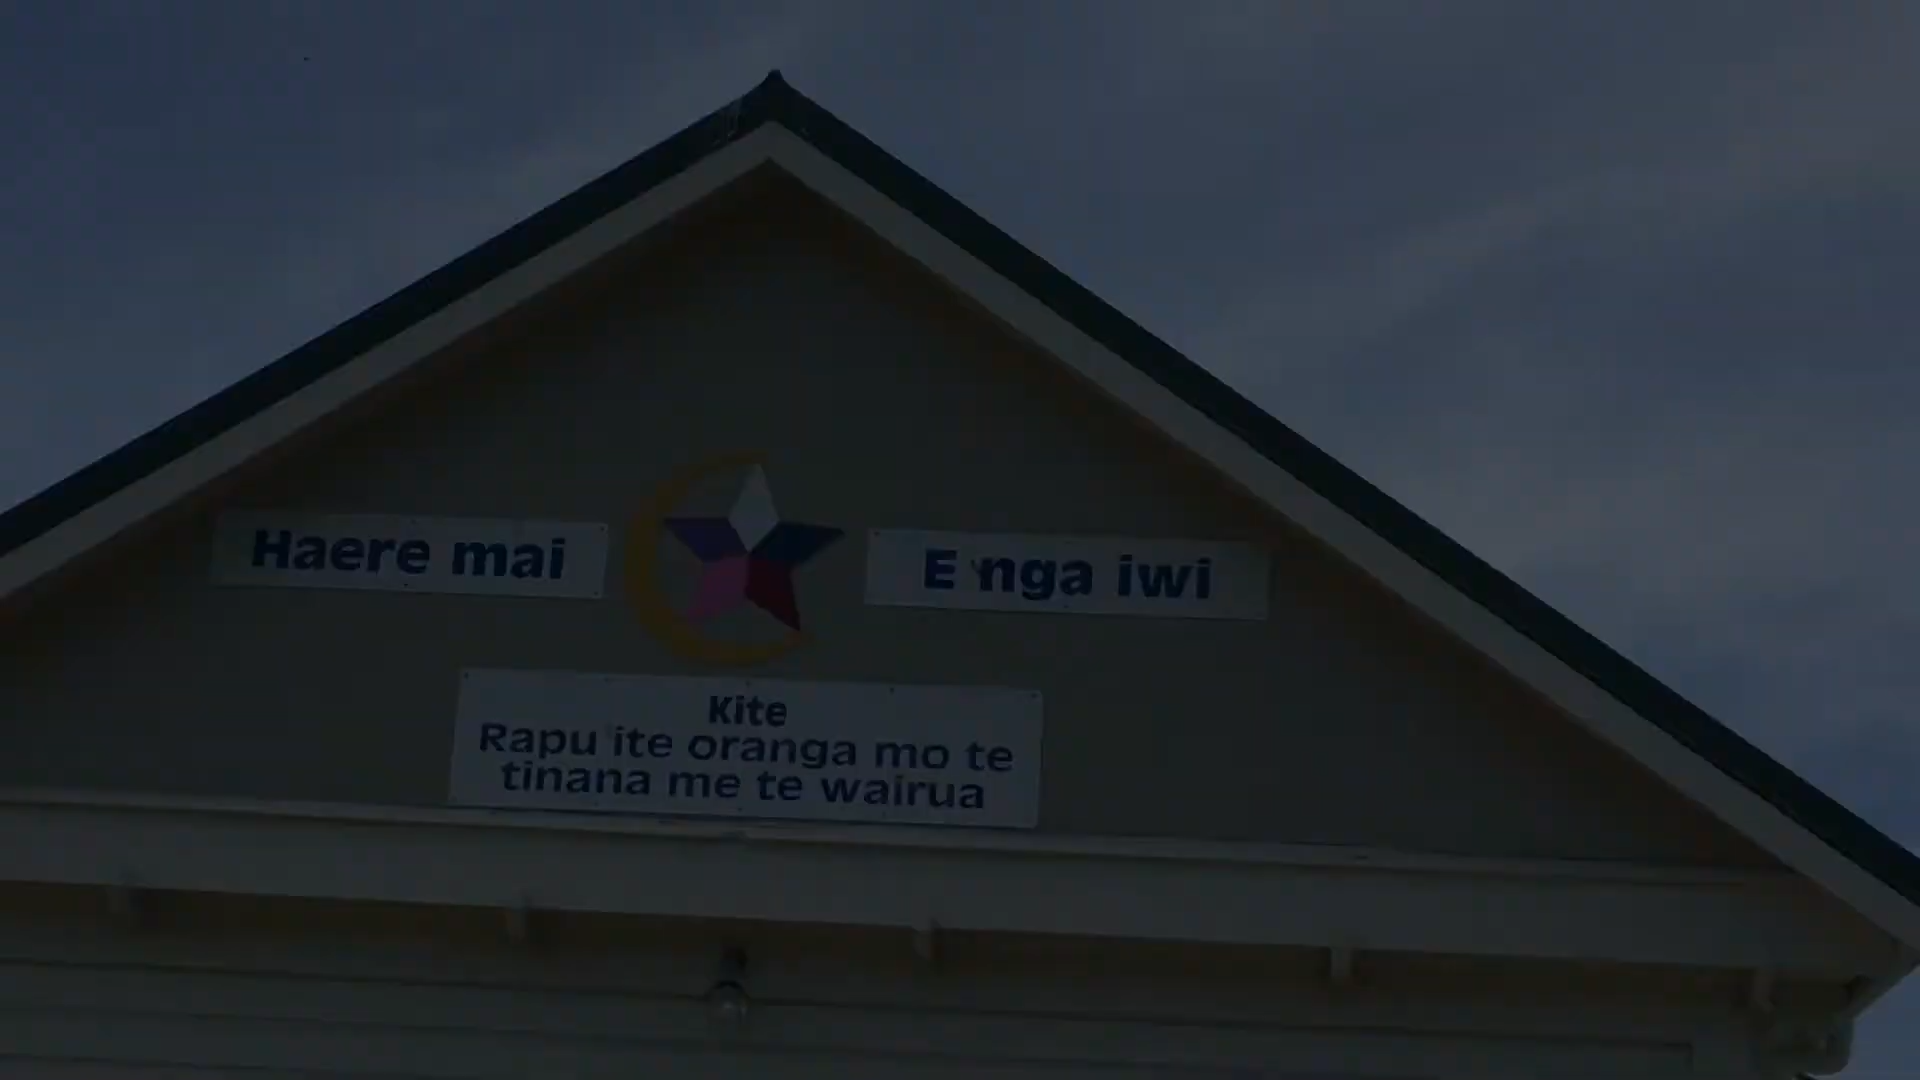 Haere mai
E nga iwi
Kite
Rapu ite oranga mo te
tinana me te wairua